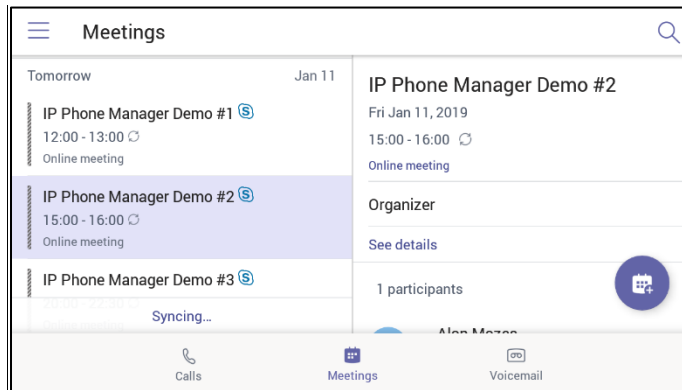 Meetings
Tomorrow Jan 11
IP Phone Manager Demo #1
12:00 - 13:00
Online meeting
IP Phone Manager Demo #2
15:00 - 16:00
Online meeting
IP Phone Manager Demo #3
Syncing...
IP Phone Manager Demo #2
Fri Jan 11, 2019
15:00 - 16:00
Online meeting
Organizer
See details
1 participants
Calls
Meetings
Voicemail